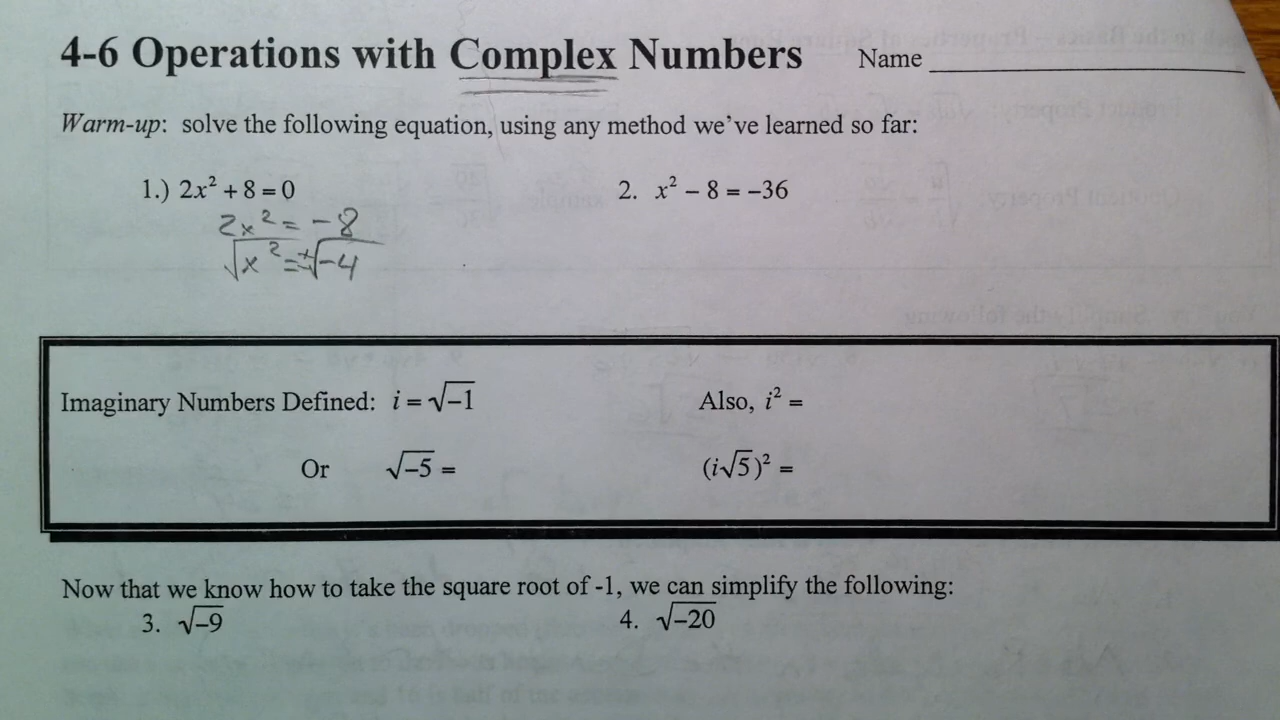 4-6 Operations with Complex Numbers Name
Warm-up: solve the following equation, using any method we've learned so far:
1.) 2x² + 8 = 0 2. x² – 8 = –36
2x² = -8
√x² = ±√-4
Imaginary Numbers Defined: i = √–1 Also, i² =
Or √–5 = (i√5)² =
Now that we know how to take the square root of -1, we can simplify the following:
3. √–9 4. √–20